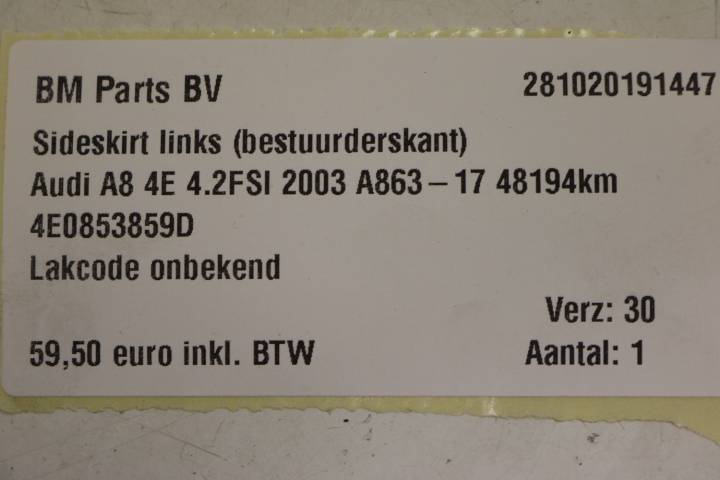 BM Parts BV 281020191447
Sideskirt links (bestuurderskant)
Audi A8 4E 4.2FSI 2003 A863-17 48194km
4E0853859D
Lakcode onbekend
Verz: 30
59,50 euro inkl. BTW Aantal: 1